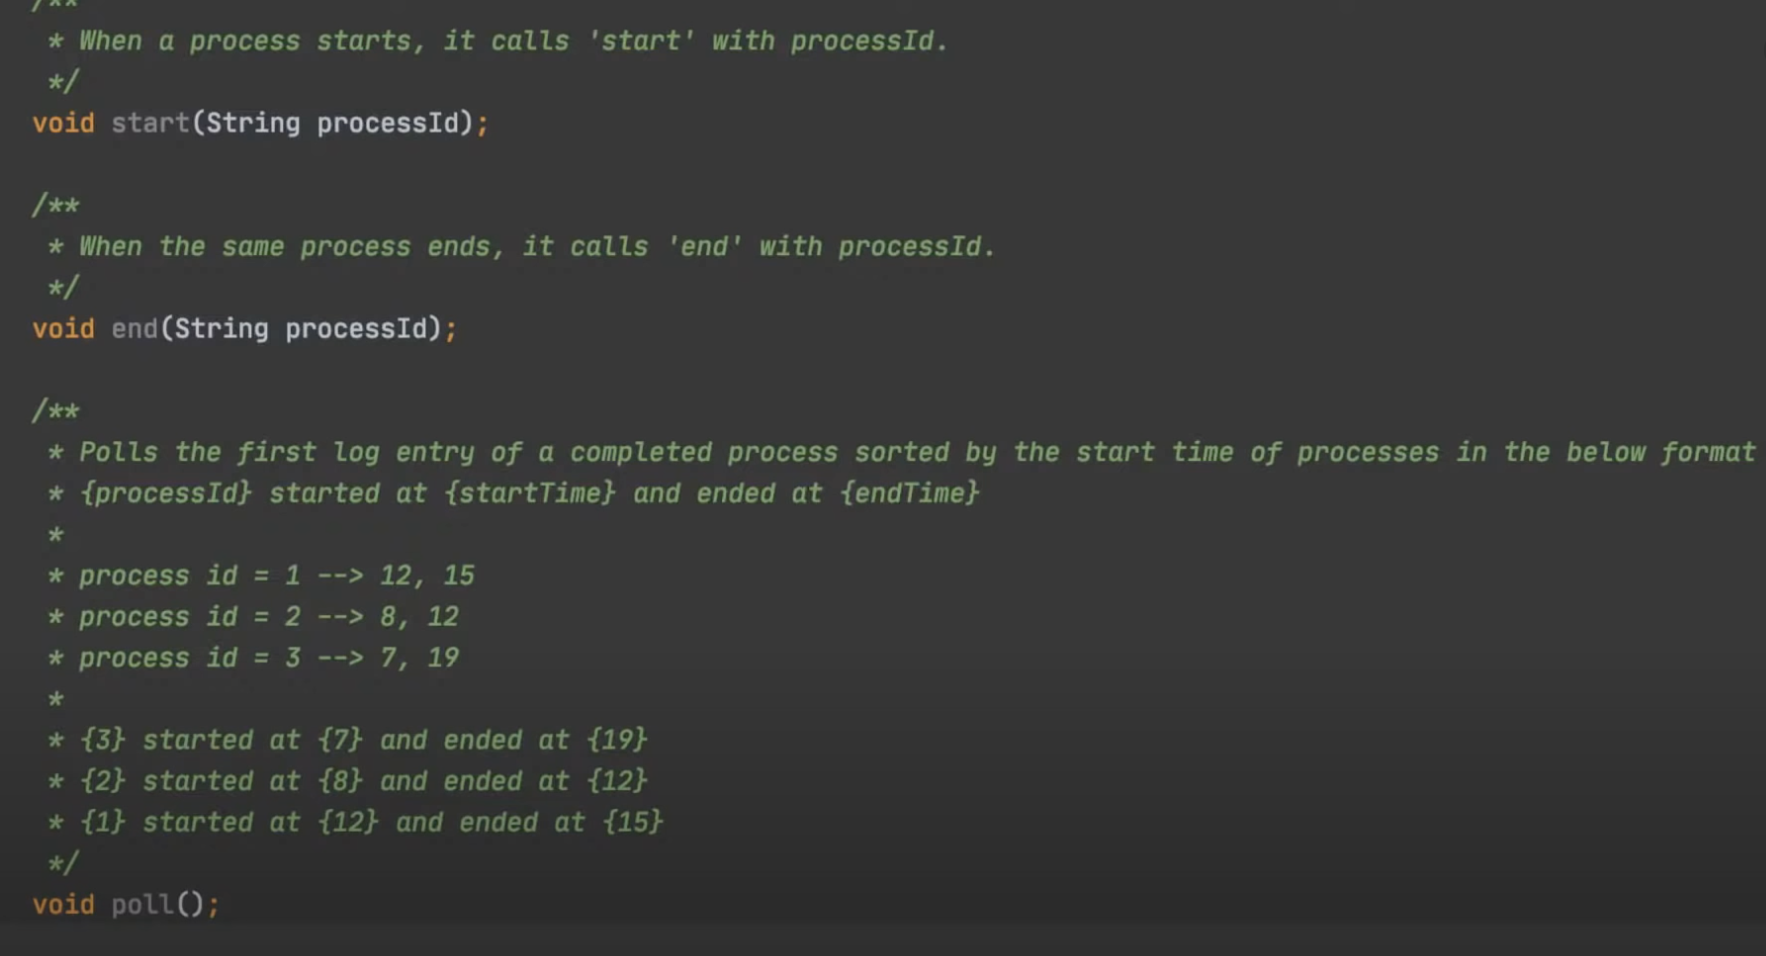 /**
* When a process starts, it calls 'start' with processId.
*/
void start(String processId);
/**
* When the same process ends, it calls 'end' with processId.
*/
void end(String processId);
/**
* Polls the first log entry of a completed process sorted by the start time of processes in the below format
* {processId} started at {startTime} and ended at {endTime}
*
* process id = 1 --> 12, 15
* process id = 2 --> 8, 12
* process id = 3 --> 7, 19
*
* {3} started at {7} and ended at {19}
* {2} started at {8} and ended at {12}
* {1} started at {12} and ended at {15}
*/
void poll();